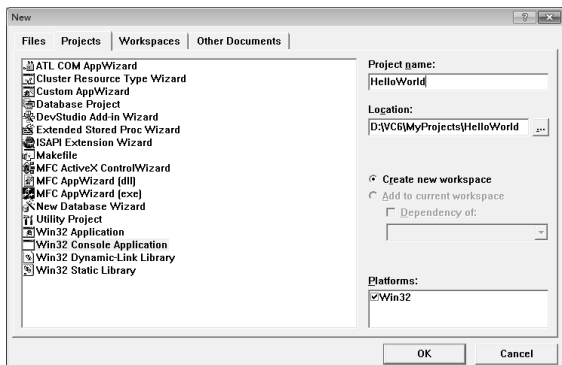 New
Files Projects Workspaces Other Documents
ATL COM AppWizard
Cluster Resource Type Wizard
Custom AppWizard
Database Project
DevStudio Add-in Wizard
Extended Stored Proc Wizard
ISAPI Extension Wizard
Makefile
MFC ActiveX ControlWizard
MFC AppWizard (dll)
MFC AppWizard (exe)
New Database Wizard
Utility Project
Win32 Application
Win32 Console Application
Win32 Dynamic-Link Library
Win32 Static Library
Project name:
HelloWorld
Location:
D:\VC6\MyProjects\HelloWorld ...
Create new workspace
Add to current workspace
Dependency of:
Platforms:
Win32
OK Cancel